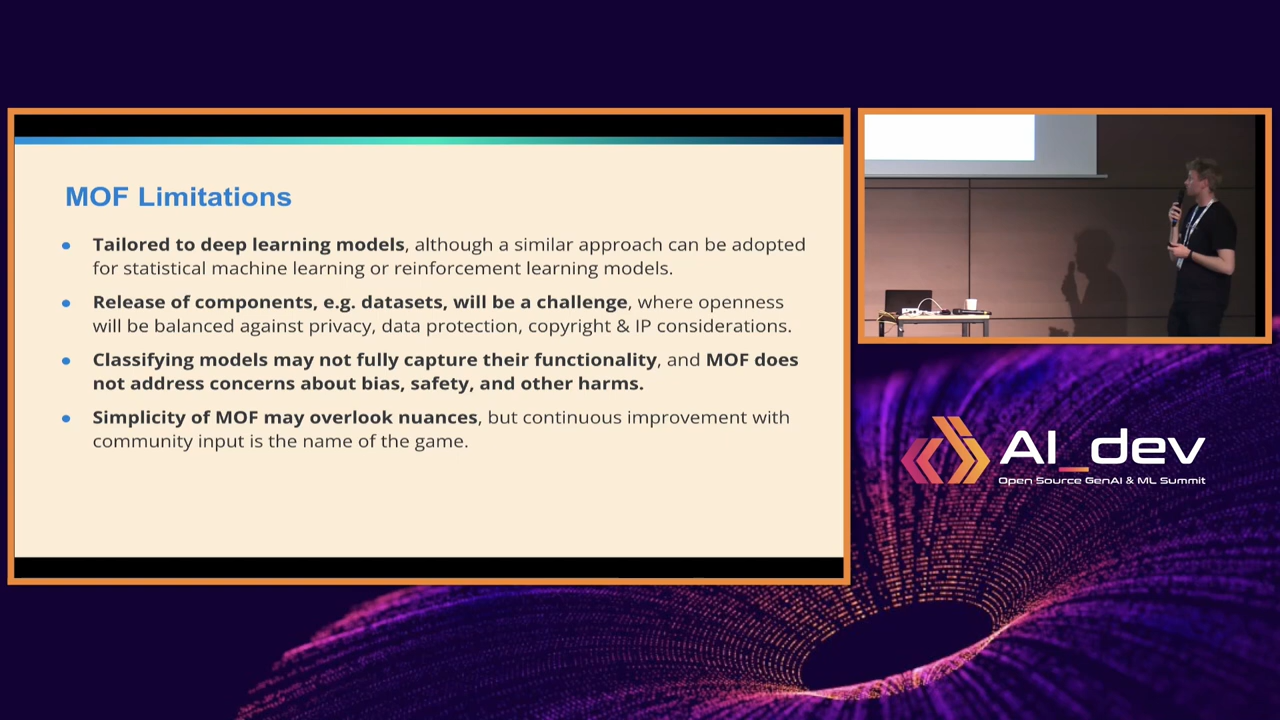 MOF Limitations
Tailored to deep learning models, although a similar approach can be adopted
for statistical machine learning or reinforcement learning models.
Release of components, e.g. datasets, will be a challenge, where openness
will be balanced against privacy, data protection, copyright & IP considerations.
Classifying models may not fully capture their functionality, and MOF does
not address concerns about bias, safety, and other harms.
Simplicity of MOF may overlook nuances, but continuous improvement with
community input is the name of the game.
AI_dev
Open Source GenAI & ML Summit